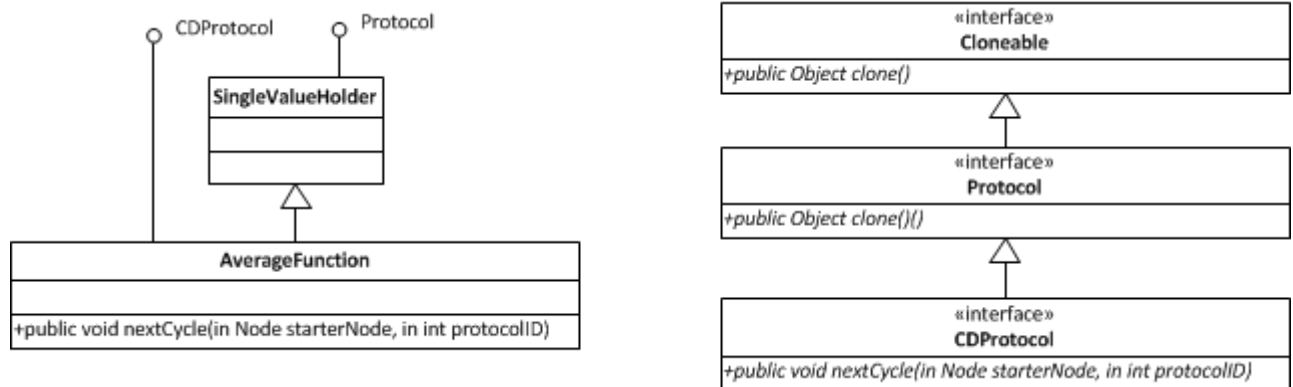 CDProtocol
Protocol
SingleValueHolder
AverageFunction
+public void nextCycle(in Node starterNode, in int protocolID)
«interface»
Cloneable
+public Object clone()
«interface»
Protocol
+public Object clone()()
«interface»
CDProtocol
+public void nextCycle(in Node starterNode, in int protocolID)